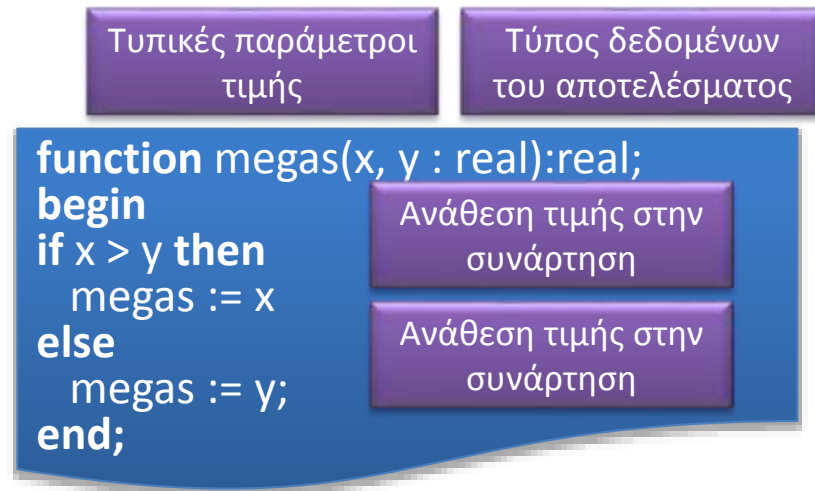 Τυπικές παράμετροι
τιμής
Τύπος δεδομένων
του αποτελέσματος
function megas(x, y : real):real;
begin
if x > y then
megas := x
else
megas := y;
end;
Ανάθεση τιμής στην
συνάρτηση
Ανάθεση τιμής στην
συνάρτηση